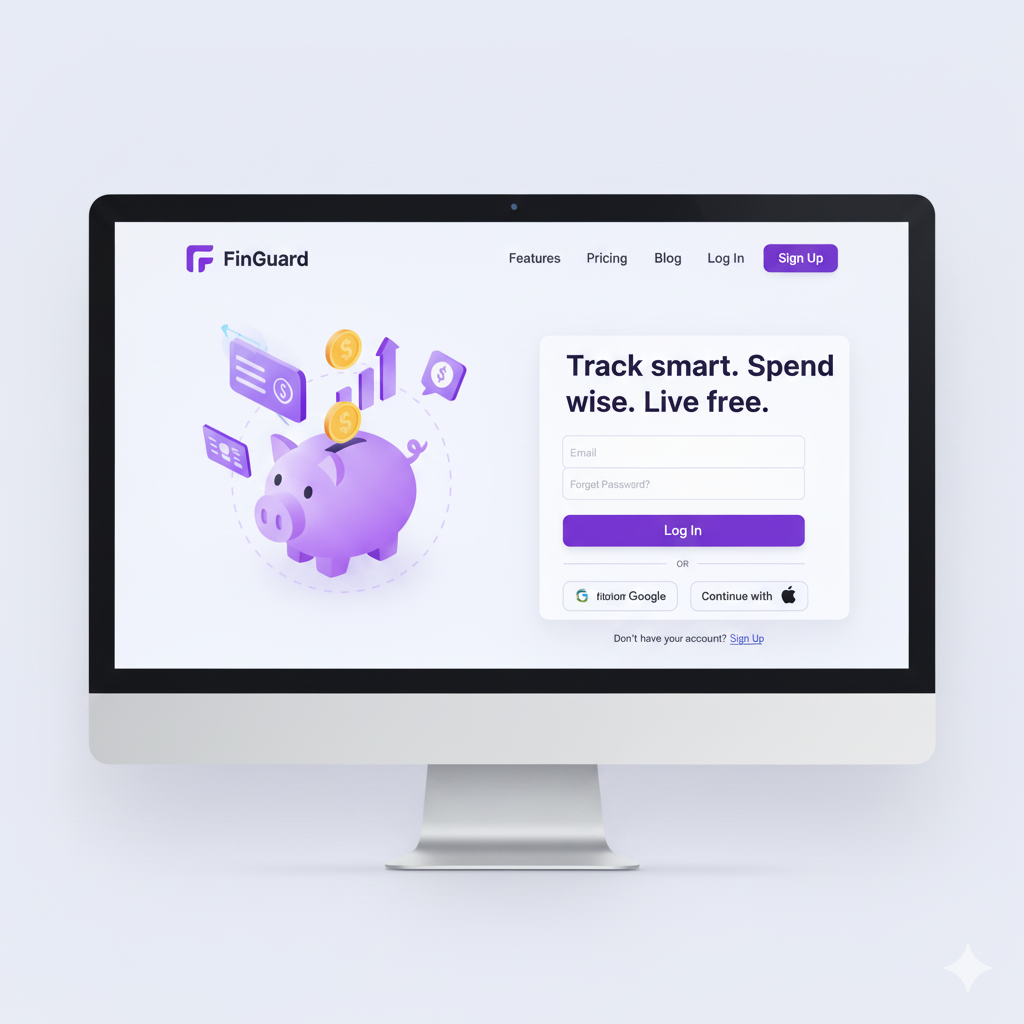 FinGuard
Features Pricing Blog Log In Sign Up
Track smart. Spend
wise. Live free.
Email
Forget Password?
Log In
OR
Google
Continue with
Don't have your account? Sign Up